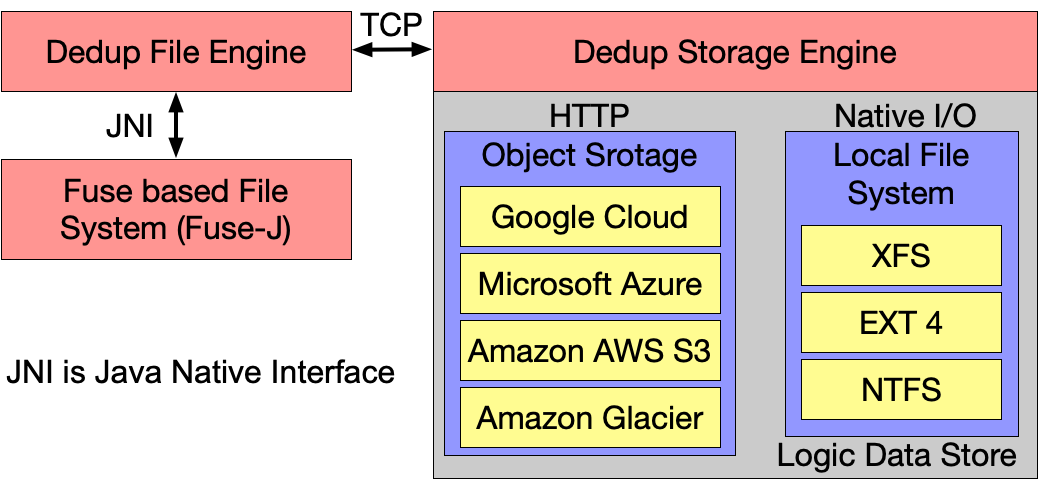 TCP
Dedup File Engine
Dedup Storage Engine
JNI
HTTP
Native I/O
Object Srotage
Local File
System
Fuse based File
System (Fuse-J)
Google Cloud
Microsoft Azure
Amazon AWS S3
Amazon Glacier
XFS
EXT 4
NTFS
JNI is Java Native Interface
Logic Data Store